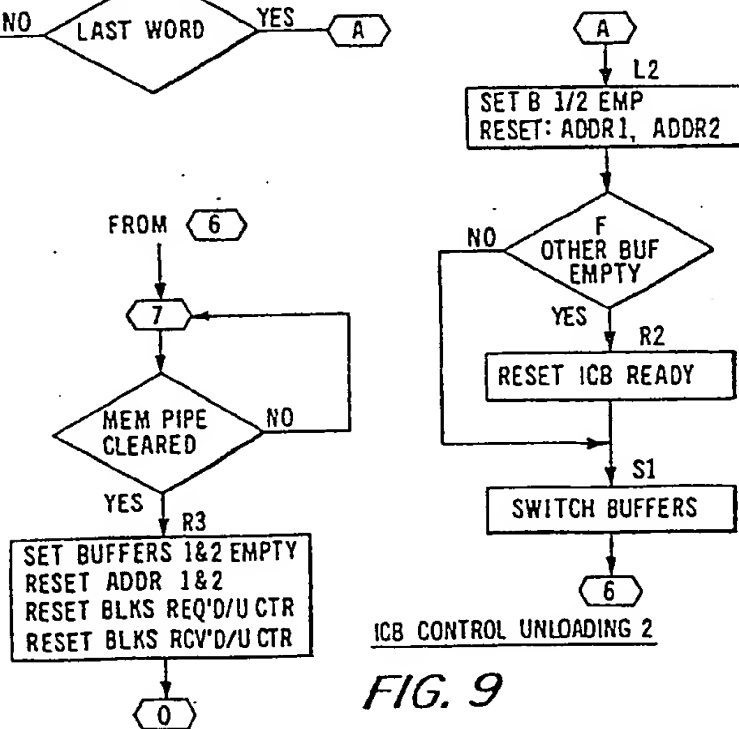 NO
LAST WORD
YES
A
FROM 6
7
MEM PIPE
CLEARED
NO
YES
R3
SET BUFFERS 1&2 EMPTY
RESET ADDR 1&2
RESET BLKS REQ'D/U CTR
RESET BLKS RCV'D/U CTR
0
A
L2
SET B 1/2 EMP
RESET: ADDR1, ADDR2
F
OTHER BUF
EMPTY
NO
YES
R2
RESET ICB READY
S1
SWITCH BUFFERS
6
ICB CONTROL UNLOADING 2
FIG. 9